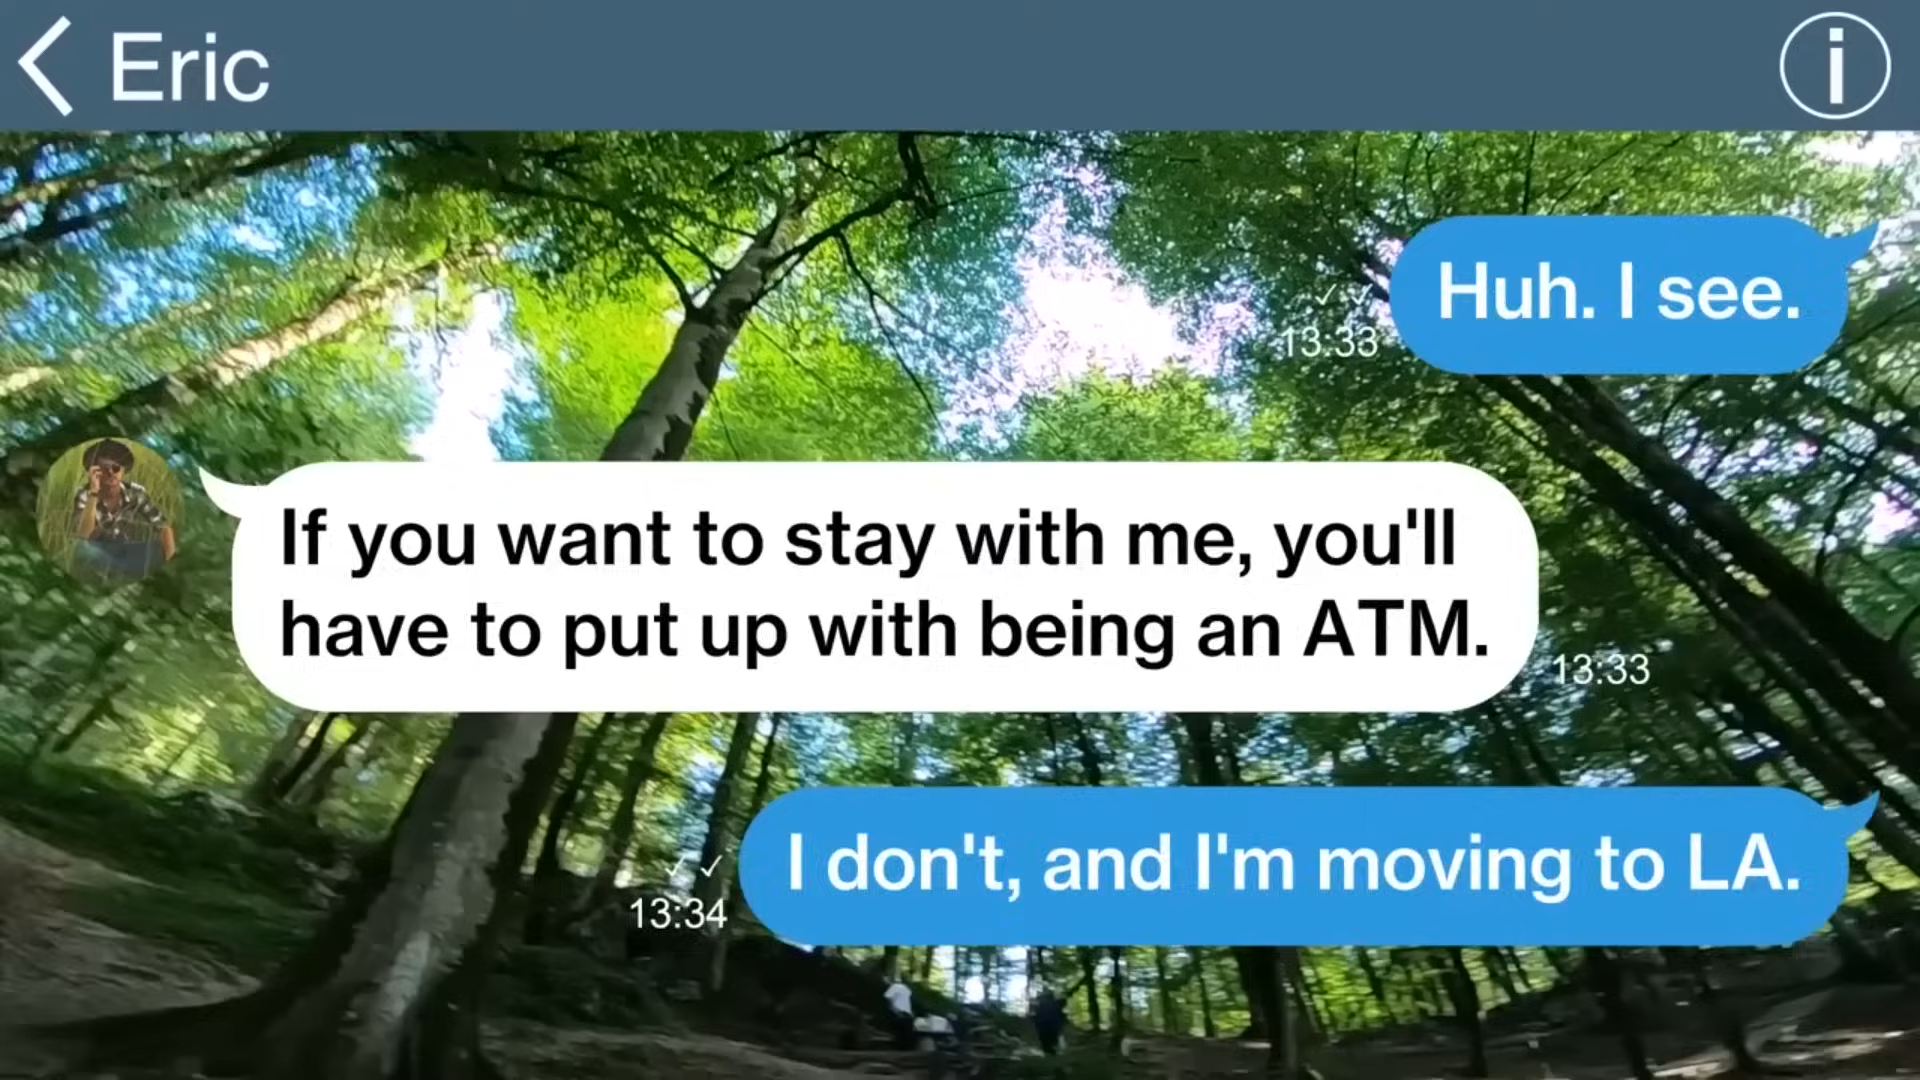 Eric
Huh. I see.
13:33
If you want to stay with me, you'll
have to put up with being an ATM.
13:33
I don't, and I'm moving to LA.
13:34